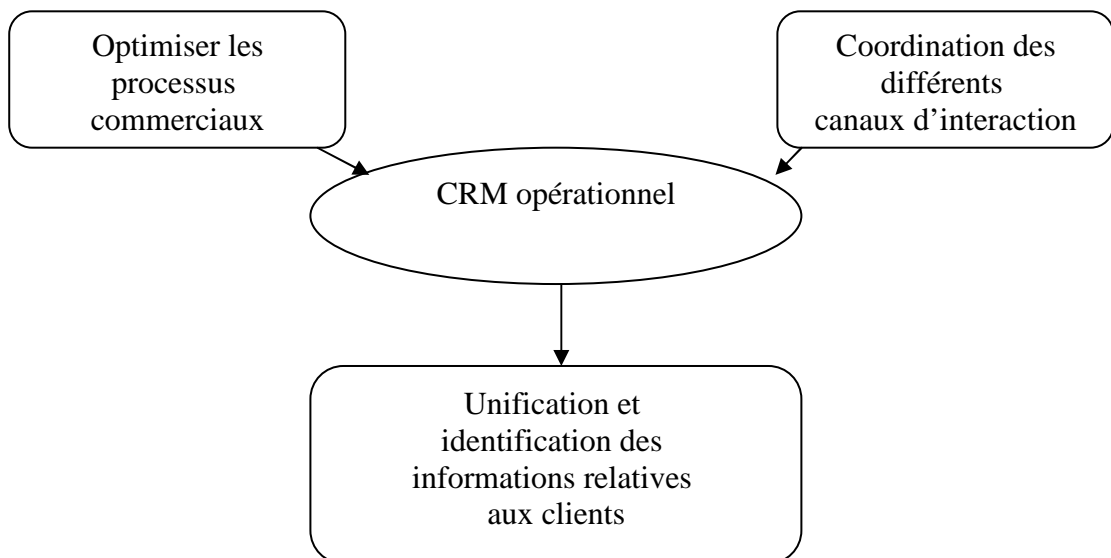 Optimiser les
processus
commerciaux
Coordination des
différents
canaux d’interaction
CRM opérationnel
Unification et
identification des
informations relatives
aux clients